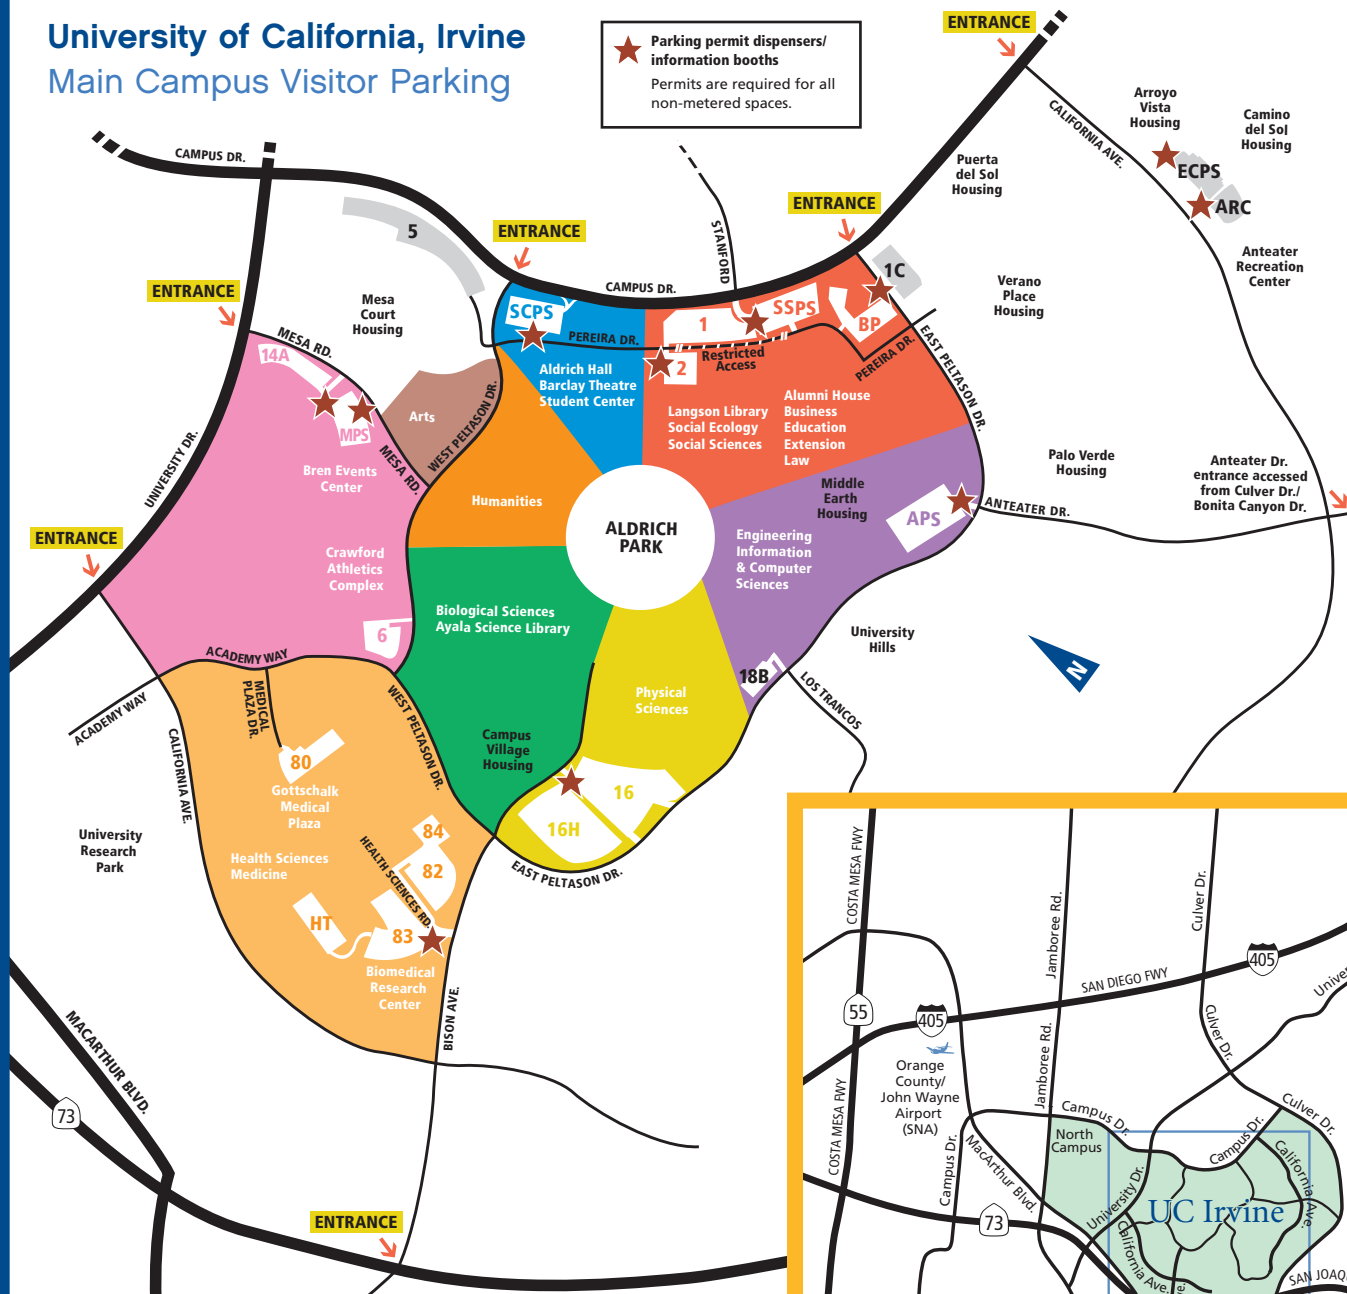 University of California, Irvine
Main Campus Visitor Parking
Parking permit dispensers/
information booths
Permits are required for all
non-metered spaces.
ENTRANCE
CAMPUS DR.
CALIFORNIA AVE.
Arroyo
Vista
Housing
Camino
del Sol
Housing
ECPS
ARC
Puerta
del Sol
Housing
ENTRANCE
5
ENTRANCE
STANFORD
Anteater
Recreation
Center
1C
ENTRANCE
Mesa
Court
Housing
CAMPUS DR.
Verano
Place
Housing
SCPS
1
SSPS
BP
MESA RD.
14A
PEREIRA DR.
Restricted
Access
PEREIRA DR.
EAST PELTASON DR.
2
Aldrich Hall
Barclay Theatre
Student Center
Arts
WEST PELTASON DR.
MPS
MESA RD.
Langson Library
Social Ecology
Social Sciences
Alumni House
Business
Education
Extension
Law
UNIVERSITY DR.
Bren Events
Center
Palo Verde
Housing
Anteater Dr.
entrance accessed
from Culver Dr./
Bonita Canyon Dr.
Humanities
Middle
Earth
Housing
APS
ANTEATER DR.
ENTRANCE
ALDRICH
PARK
Engineering
Information
& Computer
Sciences
Crawford
Athletics
Complex
Biological Sciences
Ayala Science Library
6
University
Hills
ACADEMY WAY
ACADEMY WAY
MEDICAL
PLAZA DR.
WEST PELTASON DR.
Physical
Sciences
18B
LOS TRANCOS
N
CALIFORNIA AVE.
Campus
Village
Housing
80
Gottschalk
Medical
Plaza
16
16H
University
Research
Park
84
HEALTH SCIENCES RD.
Health Sciences
Medicine
82
EAST PELTASON DR.
HT
83
Biomedical
Research
Center
BISON AVE.
MACARTHUR BLVD.
73
ENTRANCE
COSTA MESA FWY
Jamboree Rd.
Culver Dr.
SAN DIEGO FWY
405
55
405
Orange
County/
John Wayne
Airport
(SNA)
Jamboree Rd.
Culver Dr.
COSTA MESA FWY
Campus Dr.
North
Campus
Campus Dr.
Culver Dr.
Campus Dr.
MacArthur Blvd.
University Dr.
California Ave.
UC Irvine
73
California Ave.